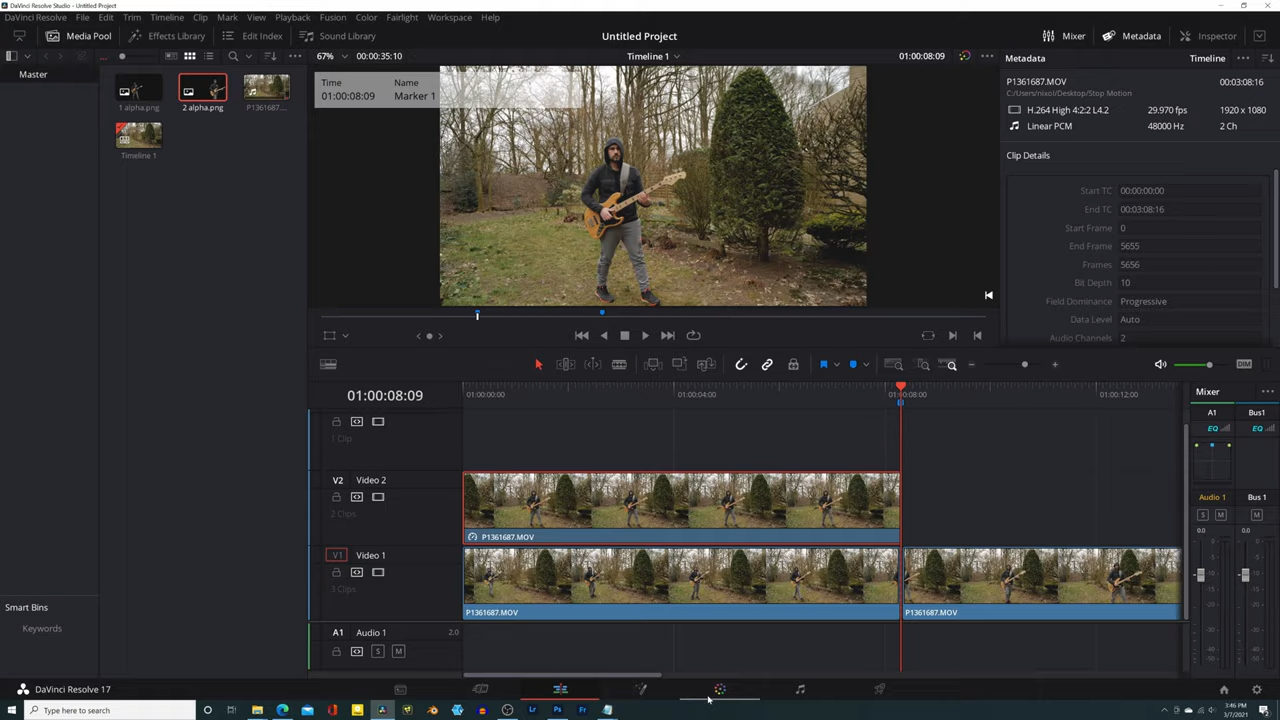 DaVinci Resolve Studio - Untitled Project
DaVinci Resolve File Edit Trim Timeline Clip Mark View Playback Fusion Color Fairlight Workspace Help
Media Pool Effects Library Edit Index Sound Library Untitled Project Mixer Metadata Inspector
67% 00:00:35:10 Timeline 1 01:00:08:09 Metadata Timeline
Master
Time Name
01:00:08:09 Marker 1
P1361687.MOV 00:03:08:16
C:/Users/nixol/Desktop/Stop Motion
H.264 High 4:2:2 L4.2 29.970 fps 1920 x 1080
Linear PCM 48000 Hz 2 Ch
1 alpha.png 2 alpha.png P1361687....
Timeline 1
Clip Details
Start TC 00:00:00:00
End TC 00:03:08:16
Start Frame 0
End Frame 5655
Frames 5656
Bit Depth 10
Field Dominance Progressive
Data Level Auto
Audio Channels 2
DIM
01:00:08:09
01:00:00:00 01:00:04:00 01:00:08:00 01:00:12:00
Mixer
A1 Bus1
EQ EQ
1 Clip
V2 Video 2
2 Clips
P1361687.MOV
Audio 1 Bus 1
S M M
0.0 0.0
V1 Video 1
3 Clips
P1361687.MOV P1361687.MOV
A1 Audio 1 2.0
S M
Smart Bins
Keywords
DaVinci Resolve 17
Type here to search
Lr Ps Fr
3:46 PM
3/7/2021